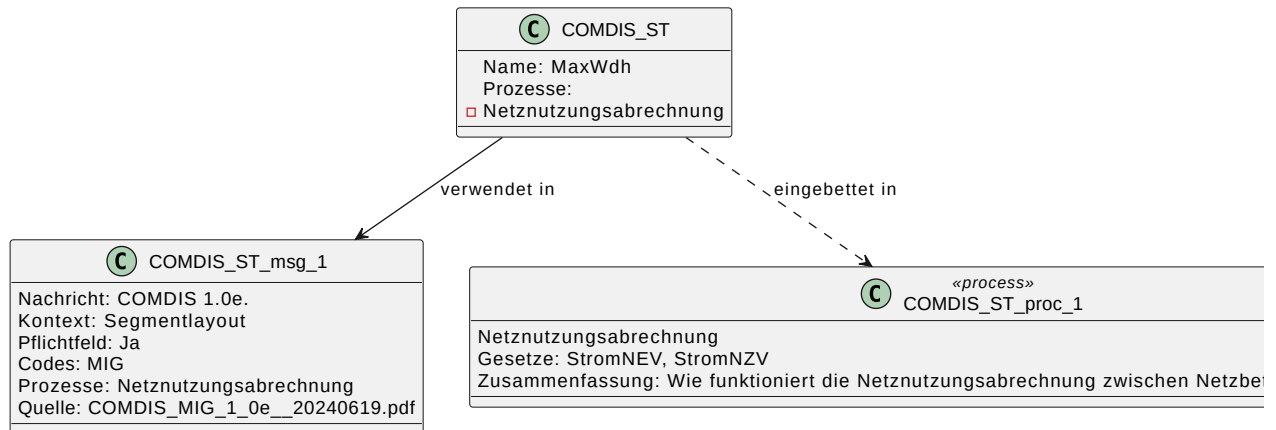 C COMDIS_ST
Name: MaxWdh
Prozesse:
Netznutzungsabrechnung
verwendet in
eingebettet in
C COMDIS_ST_msg_1
Nachricht: COMDIS 1.0e.
Kontext: Segmentlayout
Pflichtfeld: Ja
Codes: MIG
Prozesse: Netznutzungsabrechnung
Quelle: COMDIS_MIG_1_0e__20240619.pdf
«process»
C COMDIS_ST_proc_1
Netznutzungsabrechnung
Gesetze: StromNEV, StromNZV
Zusammenfassung: Wie funktioniert die Netznutzungsabrechnung zwischen